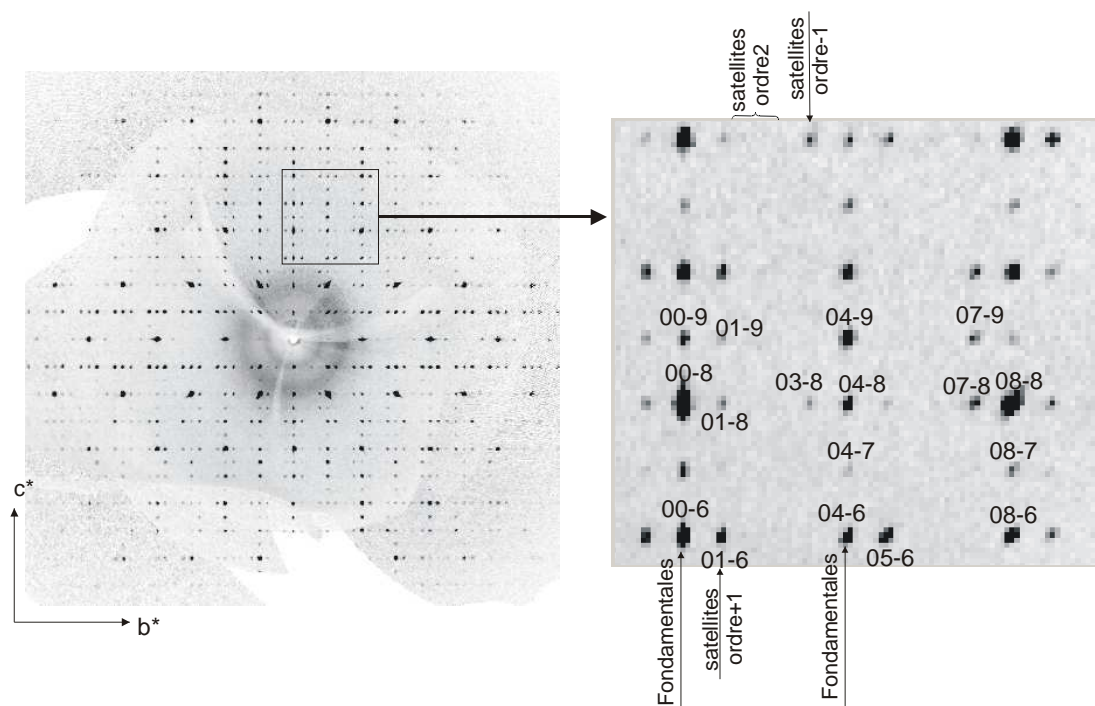 satellites
ordre2
satellites
ordre-1
00-9
01-9
04-9
07-9
00-8
01-8
03-8
04-8
07-8
08-8
04-7
08-7
00-6
01-6
04-6
05-6
08-6
c*
b*
Fondamentales
satellites
ordre+1
Fondamentales